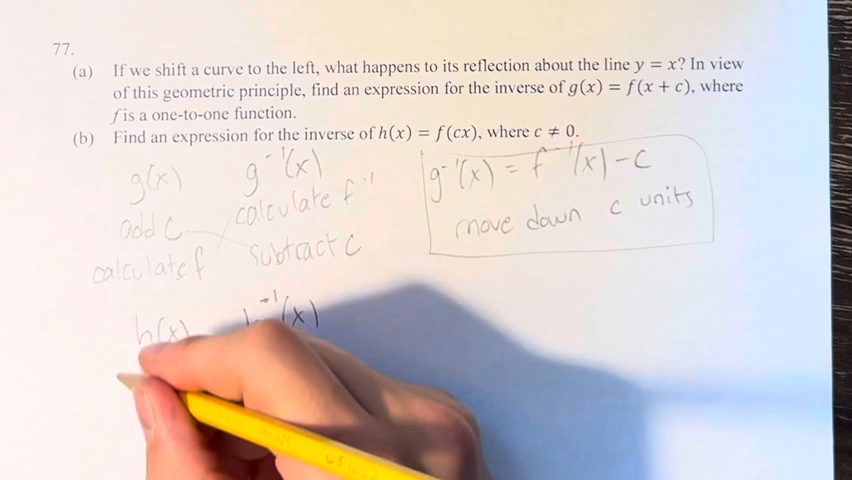 77.
(a) If we shift a curve to the left, what happens to its reflection about the line y = x? In view
of this geometric principle, find an expression for the inverse of g(x) = f(x + c), where
f is a one-to-one function.
(b) Find an expression for the inverse of h(x) = f(cx), where c ≠ 0.
g(x) g⁻¹(x)
add c calculate f⁻¹
calculate f subtract c
g⁻¹(x) = f⁻¹(x) - c
move down c units
h(x) h⁻¹(x)